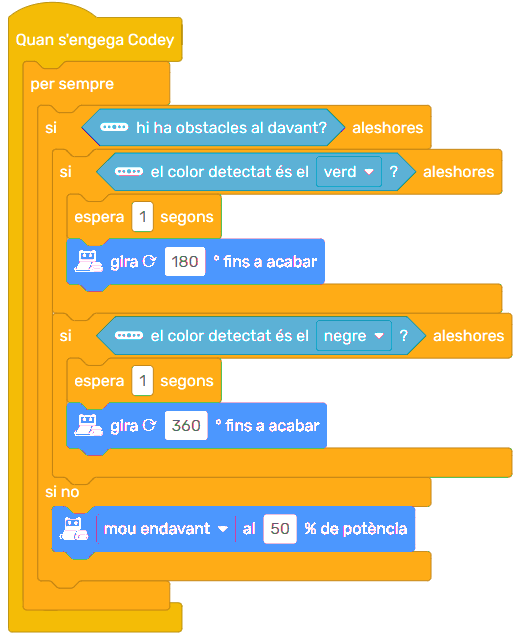 Quan s'engega Codey
per sempre
si hi ha obstacles al davant? aleshores
si el color detectat és el verd ? aleshores
espera 1 segons
gira 180 ° fins a acabar
si el color detectat és el negre ? aleshores
espera 1 segons
gira 360 ° fins a acabar
si no
mou endavant al 50 % de potència